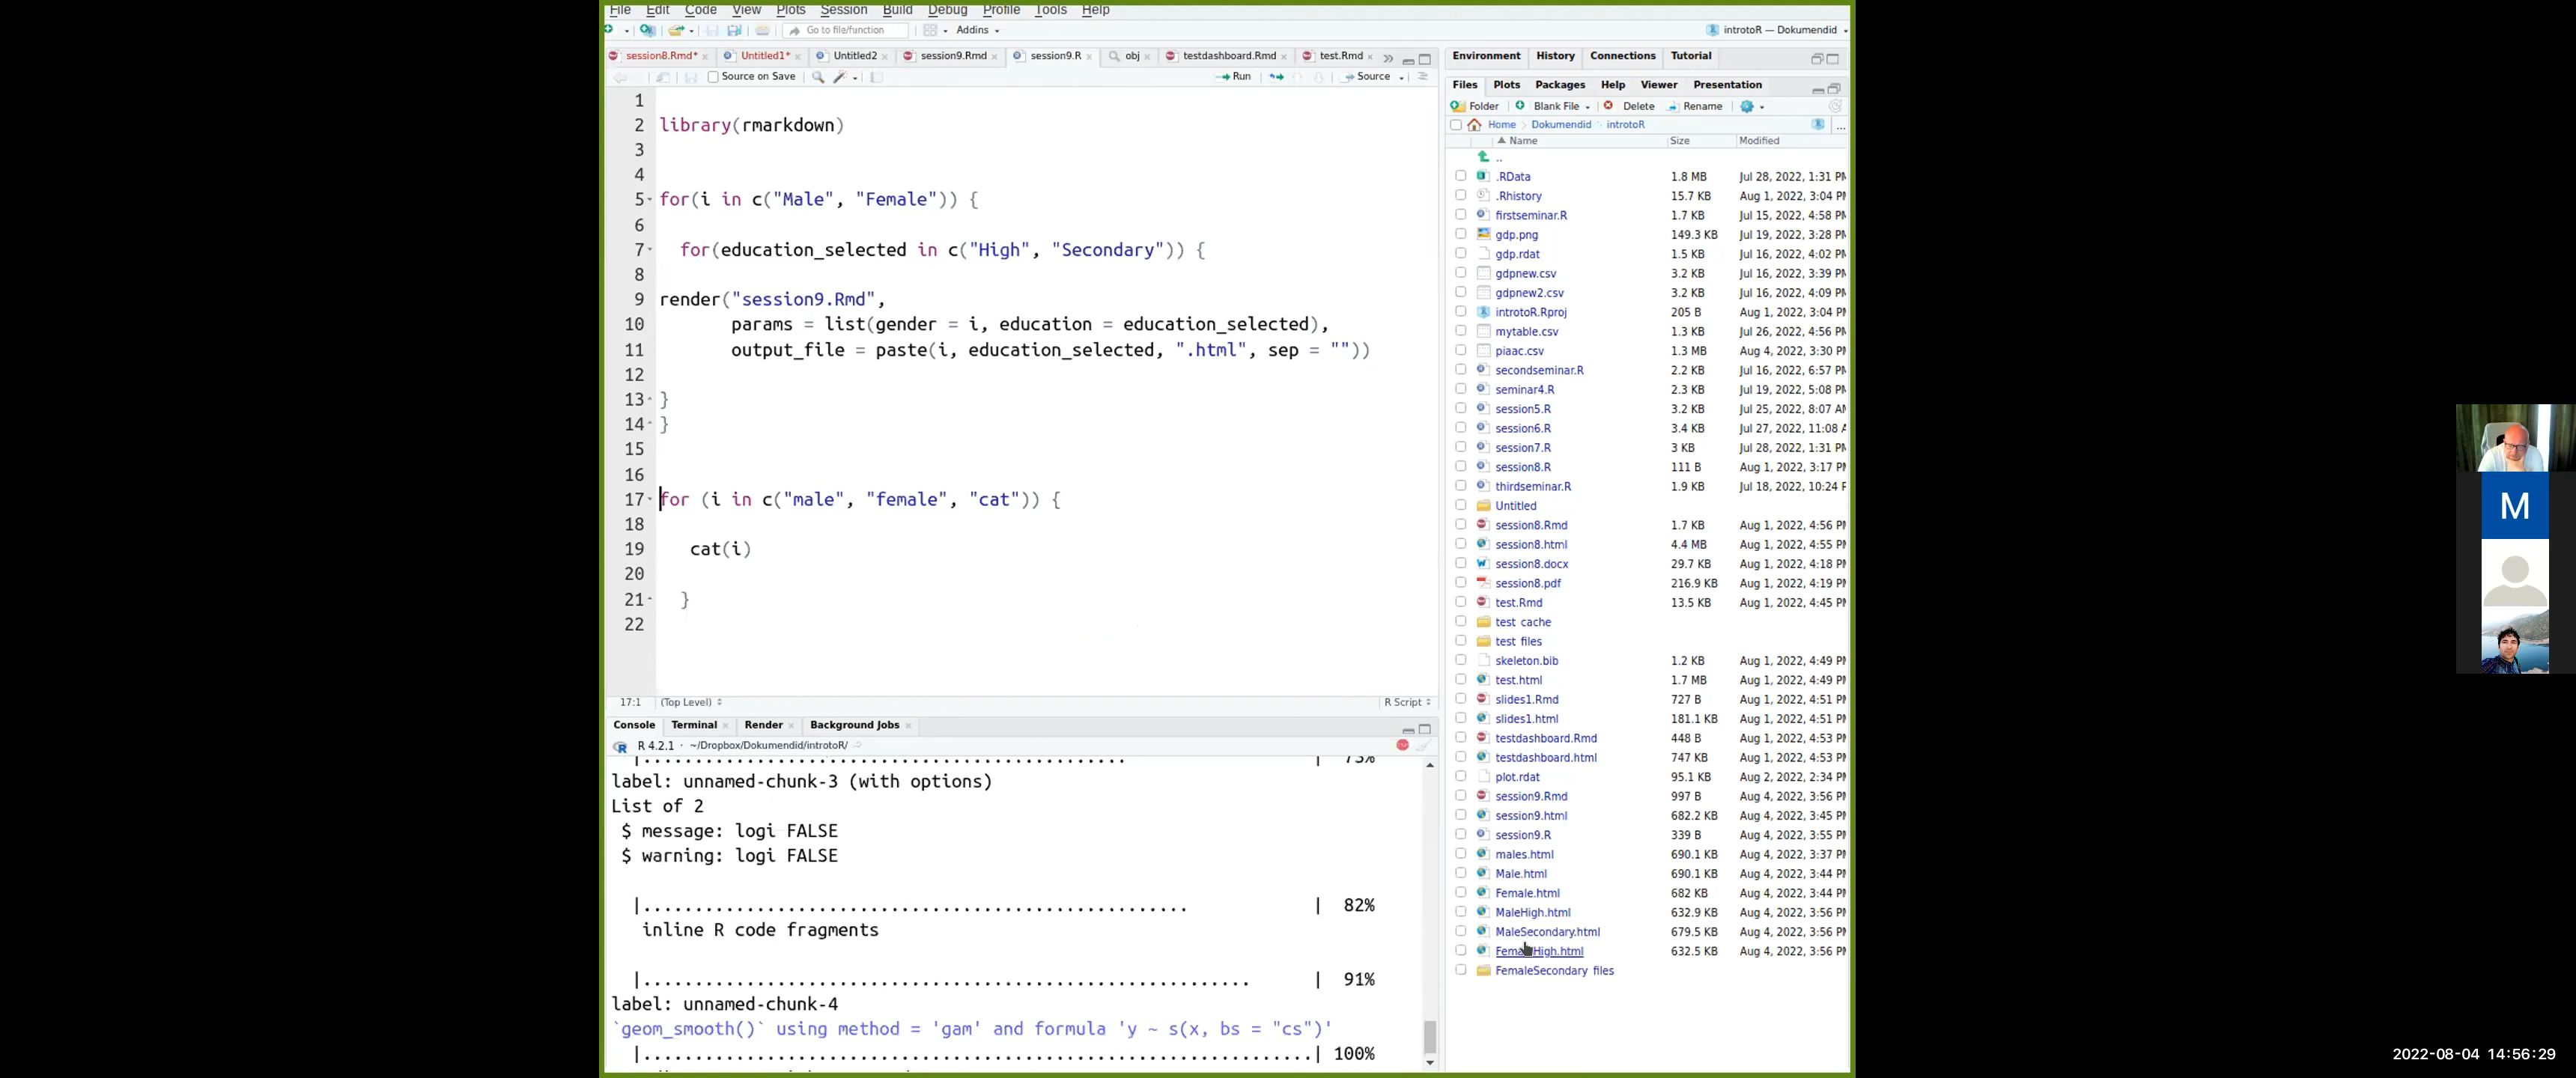 File Edit Code View Plots Session Build Debug Profile Tools Help
Go to file/function Addins introtoR — Dokumendid
session8.Rmd* Untitled1* Untitled2 session9.Rmd session9.R obj testdashboard.Rmd test.Rmd
Source on Save Run Source
1
2 library(rmarkdown)
3
4
5 for(i in c("Male", "Female")) {
6
7 for(education_selected in c("High", "Secondary")) {
8
9 render("session9.Rmd",
10 params = list(gender = i, education = education_selected),
11 output_file = paste(i, education_selected, ".html", sep = ""))
12
13 }
14 }
15
16
17 for (i in c("male", "female", "cat")) {
18
19 cat(i)
20
21 }
22
17:1 (Top Level) R Script
Console Terminal Render Background Jobs
R 4.2.1 · ~/Dropbox/Dokumendid/introtoR/
|...............................................| 73%
label: unnamed-chunk-3 (with options)
List of 2
$ message: logi FALSE
$ warning: logi FALSE
|.....................................................| 82%
inline R code fragments
|...........................................................| 91%
label: unnamed-chunk-4
`geom_smooth()` using method = 'gam' and formula 'y ~ s(x, bs = "cs")'
|.................................................................| 100%
Environment History Connections Tutorial
Files Plots Packages Help Viewer Presentation
Folder Blank File Delete Rename
Home Dokumendid introtoR ...
Name Size Modified
..
.RData 1.8 MB Jul 28, 2022, 1:31 PM
.Rhistory 15.7 KB Aug 1, 2022, 3:04 PM
firstseminar.R 1.7 KB Jul 15, 2022, 4:58 PM
gdp.png 149.3 KB Jul 19, 2022, 3:28 PM
gdp.rdat 1.5 KB Jul 16, 2022, 4:02 PM
gdpnew.csv 3.2 KB Jul 16, 2022, 3:39 PM
gdpnew2.csv 3.2 KB Jul 16, 2022, 4:09 PM
introtoR.Rproj 205 B Aug 1, 2022, 3:04 PM
mytable.csv 1.3 KB Jul 26, 2022, 4:56 PM
piaac.csv 1.3 MB Aug 4, 2022, 3:30 PM
secondseminar.R 2.2 KB Jul 16, 2022, 6:57 PM
seminar4.R 2.3 KB Jul 19, 2022, 5:08 PM
session5.R 3.2 KB Jul 25, 2022, 8:07 AM
session6.R 3.4 KB Jul 27, 2022, 11:08 A
session7.R 3 KB Jul 28, 2022, 1:31 PM
session8.R 111 B Aug 1, 2022, 3:17 PM
thirdseminar.R 1.9 KB Jul 18, 2022, 10:24 P
Untitled
session8.Rmd 1.7 KB Aug 1, 2022, 4:56 PM
session8.html 4.4 MB Aug 1, 2022, 4:55 PM
session8.docx 29.7 KB Aug 1, 2022, 4:18 PM
session8.pdf 216.9 KB Aug 1, 2022, 4:19 PM
test.Rmd 13.5 KB Aug 1, 2022, 4:45 PM
test_cache
test_files
skeleton.bib 1.2 KB Aug 1, 2022, 4:49 PM
test.html 1.7 MB Aug 1, 2022, 4:49 PM
slides1.Rmd 727 B Aug 1, 2022, 4:51 PM
slides1.html 181.1 KB Aug 1, 2022, 4:51 PM
testdashboard.Rmd 448 B Aug 1, 2022, 4:53 PM
testdashboard.html 747 KB Aug 1, 2022, 4:53 PM
plot.rdat 95.1 KB Aug 2, 2022, 2:34 PM
session9.Rmd 997 B Aug 4, 2022, 3:56 PM
session9.html 682.2 KB Aug 4, 2022, 3:45 PM
session9.R 339 B Aug 4, 2022, 3:55 PM
males.html 690.1 KB Aug 4, 2022, 3:37 PM
Male.html 690.1 KB Aug 4, 2022, 3:44 PM
Female.html 682 KB Aug 4, 2022, 3:44 PM
MaleHigh.html 632.9 KB Aug 4, 2022, 3:56 PM
MaleSecondary.html 679.5 KB Aug 4, 2022, 3:56 PM
FemaleHigh.html 632.5 KB Aug 4, 2022, 3:56 PM
FemaleSecondary_files
M
2022-08-04 14:56:29